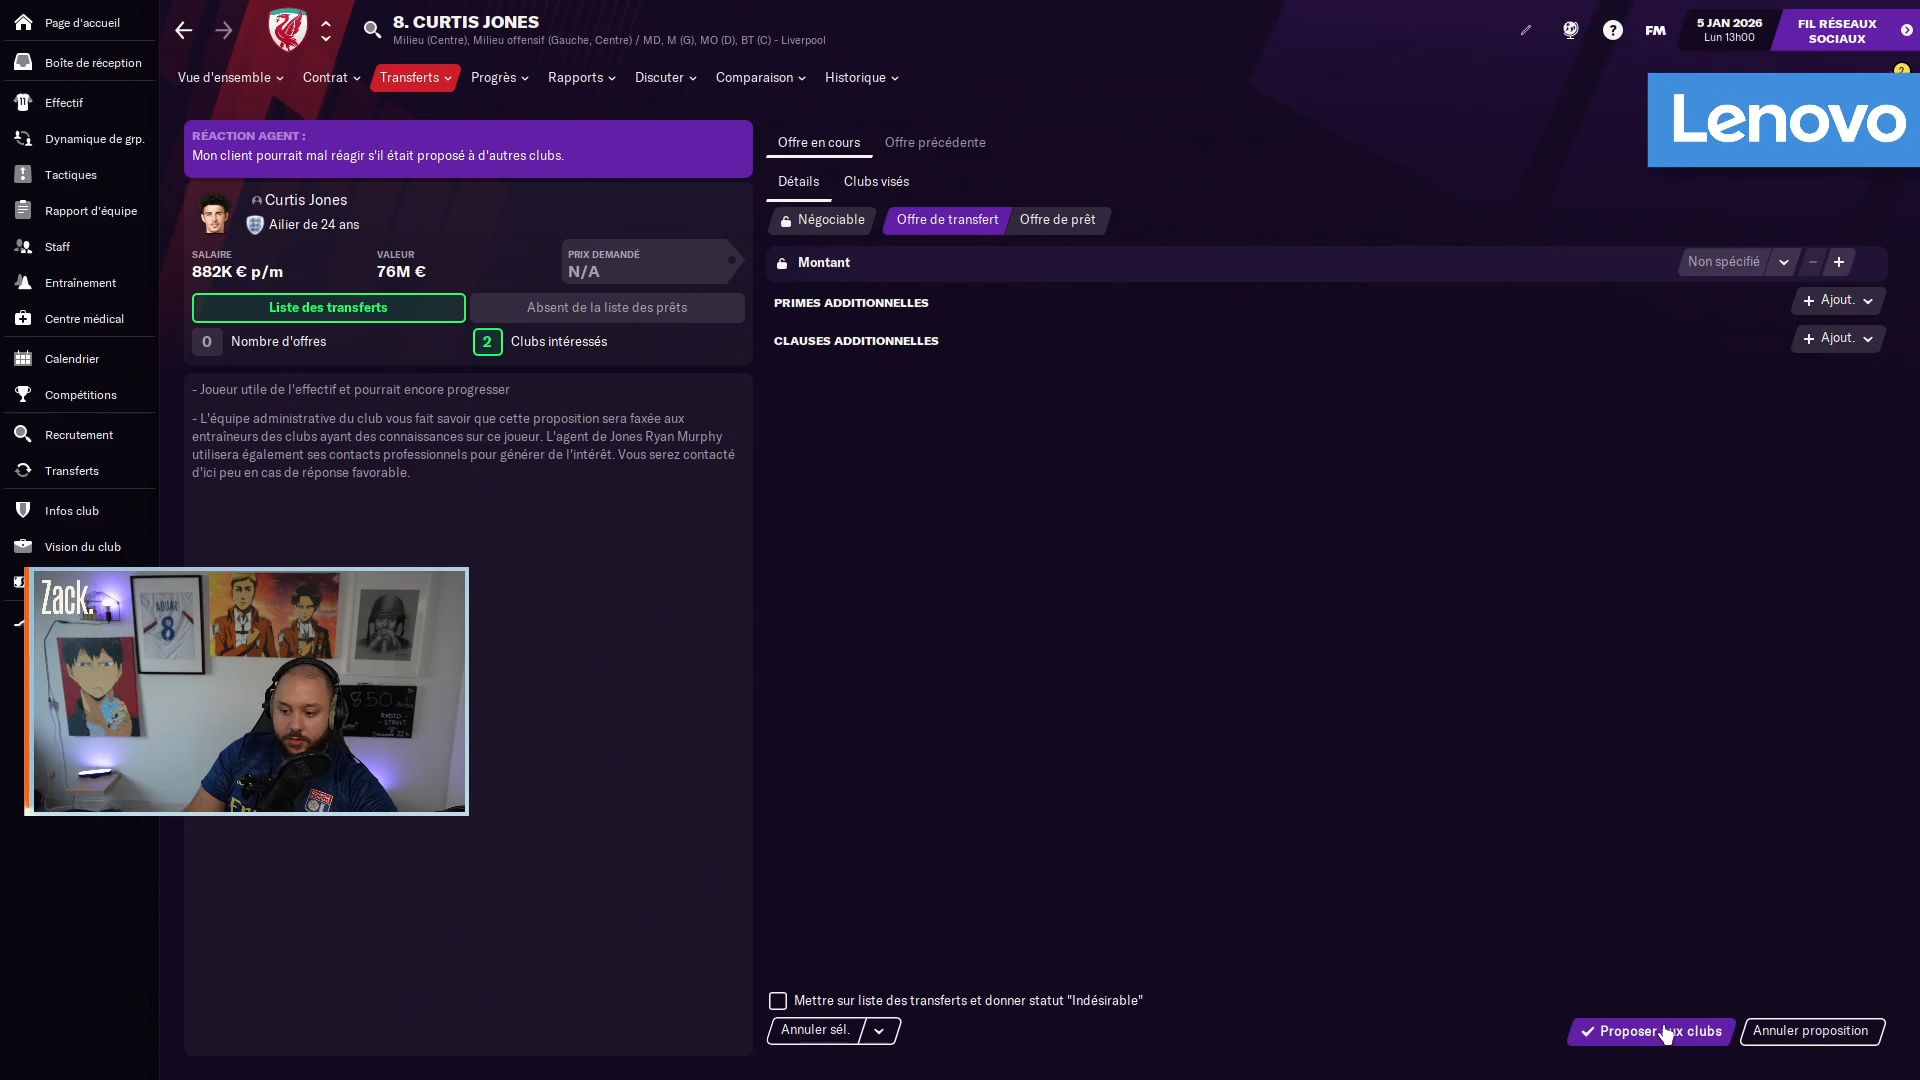 Page d'accueil
Boîte de réception
Effectif
Dynamique de grp.
Tactiques
Rapport d'équipe
Staff
Entraînement
Centre médical
Calendrier
Compétitions
Recrutement
Transferts
Infos club
Vision du club
8. CURTIS JONES
Milieu (Centre), Milieu offensif (Gauche, Centre) / MD, M (G), MO (D), BT (C) - Liverpool
FM
5 JAN 2026
Lun 13h00
FIL RÉSEAUX
SOCIAUX
2
Vue d'ensemble
Contrat
Transferts
Progrès
Rapports
Discuter
Comparaison
Historique
Lenovo
RÉACTION AGENT :
Mon client pourrait mal réagir s'il était proposé à d'autres clubs.
Curtis Jones
Ailier de 24 ans
SALAIRE
882K € p/m
VALEUR
76M €
PRIX DEMANDÉ
N/A
Liste des transferts
Absent de la liste des prêts
0 Nombre d'offres
2 Clubs intéressés
- Joueur utile de l'effectif et pourrait encore progresser
- L'équipe administrative du club vous fait savoir que cette proposition sera faxée aux
entraîneurs des clubs ayant des connaissances sur ce joueur. L'agent de Jones Ryan Murphy
utilisera également ses contacts professionnels pour générer de l'intérêt. Vous serez contacté
d'ici peu en cas de réponse favorable.
Offre en cours
Offre précédente
Détails
Clubs visés
Négociable
Offre de transfert
Offre de prêt
Montant
Non spécifié
PRIMES ADDITIONNELLES
+ Ajout.
CLAUSES ADDITIONNELLES
+ Ajout.
Zack.
AOUAR
8
850
RADIO
STREET
Mettre sur liste des transferts et donner statut "Indésirable"
Annuler sél.
Proposer aux clubs
Annuler proposition